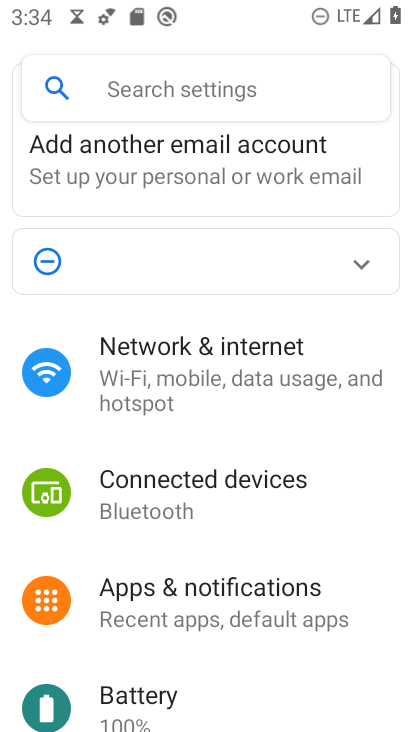 3:34
LTE
Search settings
Add another email account
Set up your personal or work email
Network & internet
Wi-Fi, mobile, data usage, and
hotspot
Connected devices
Bluetooth
Apps & notifications
Recent apps, default apps
Battery
100%